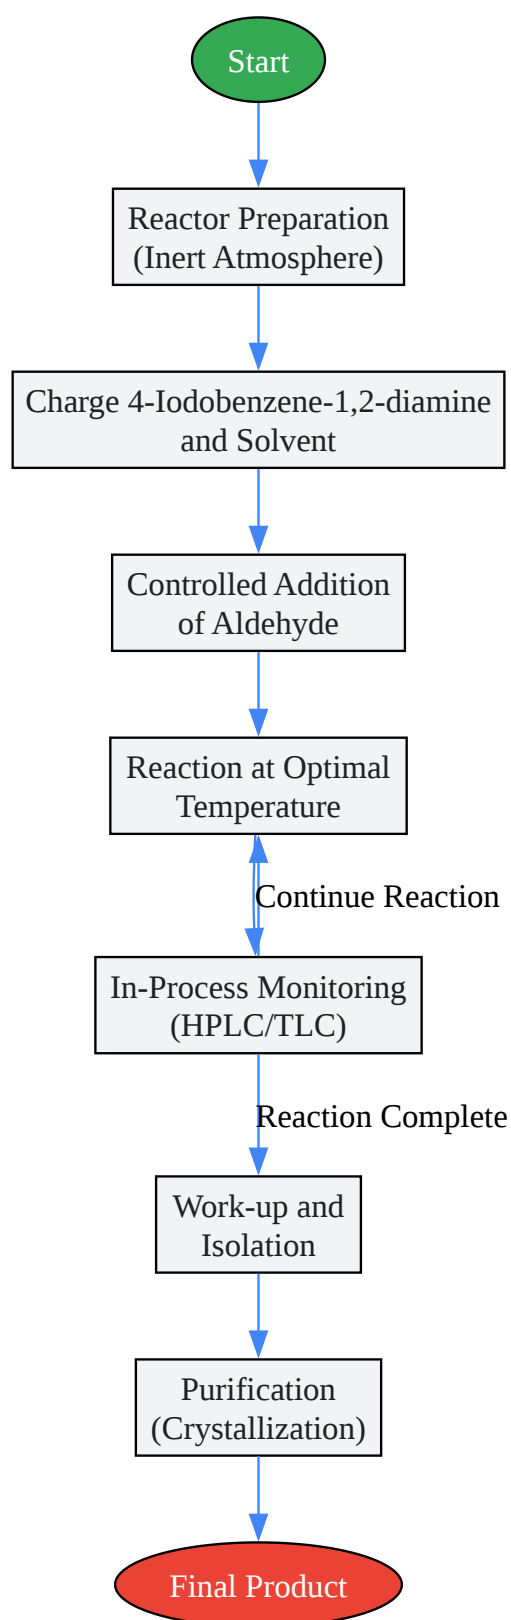 Start
Reactor Preparation
(Inert Atmosphere)
Charge 4-Iodobenzene-1,2-diamine
and Solvent
Controlled Addition
of Aldehyde
Reaction at Optimal
Temperature
Continue Reaction
In-Process Monitoring
(HPLC/TLC)
Reaction Complete
Work-up and
Isolation
Purification
(Crystallization)
Final Product